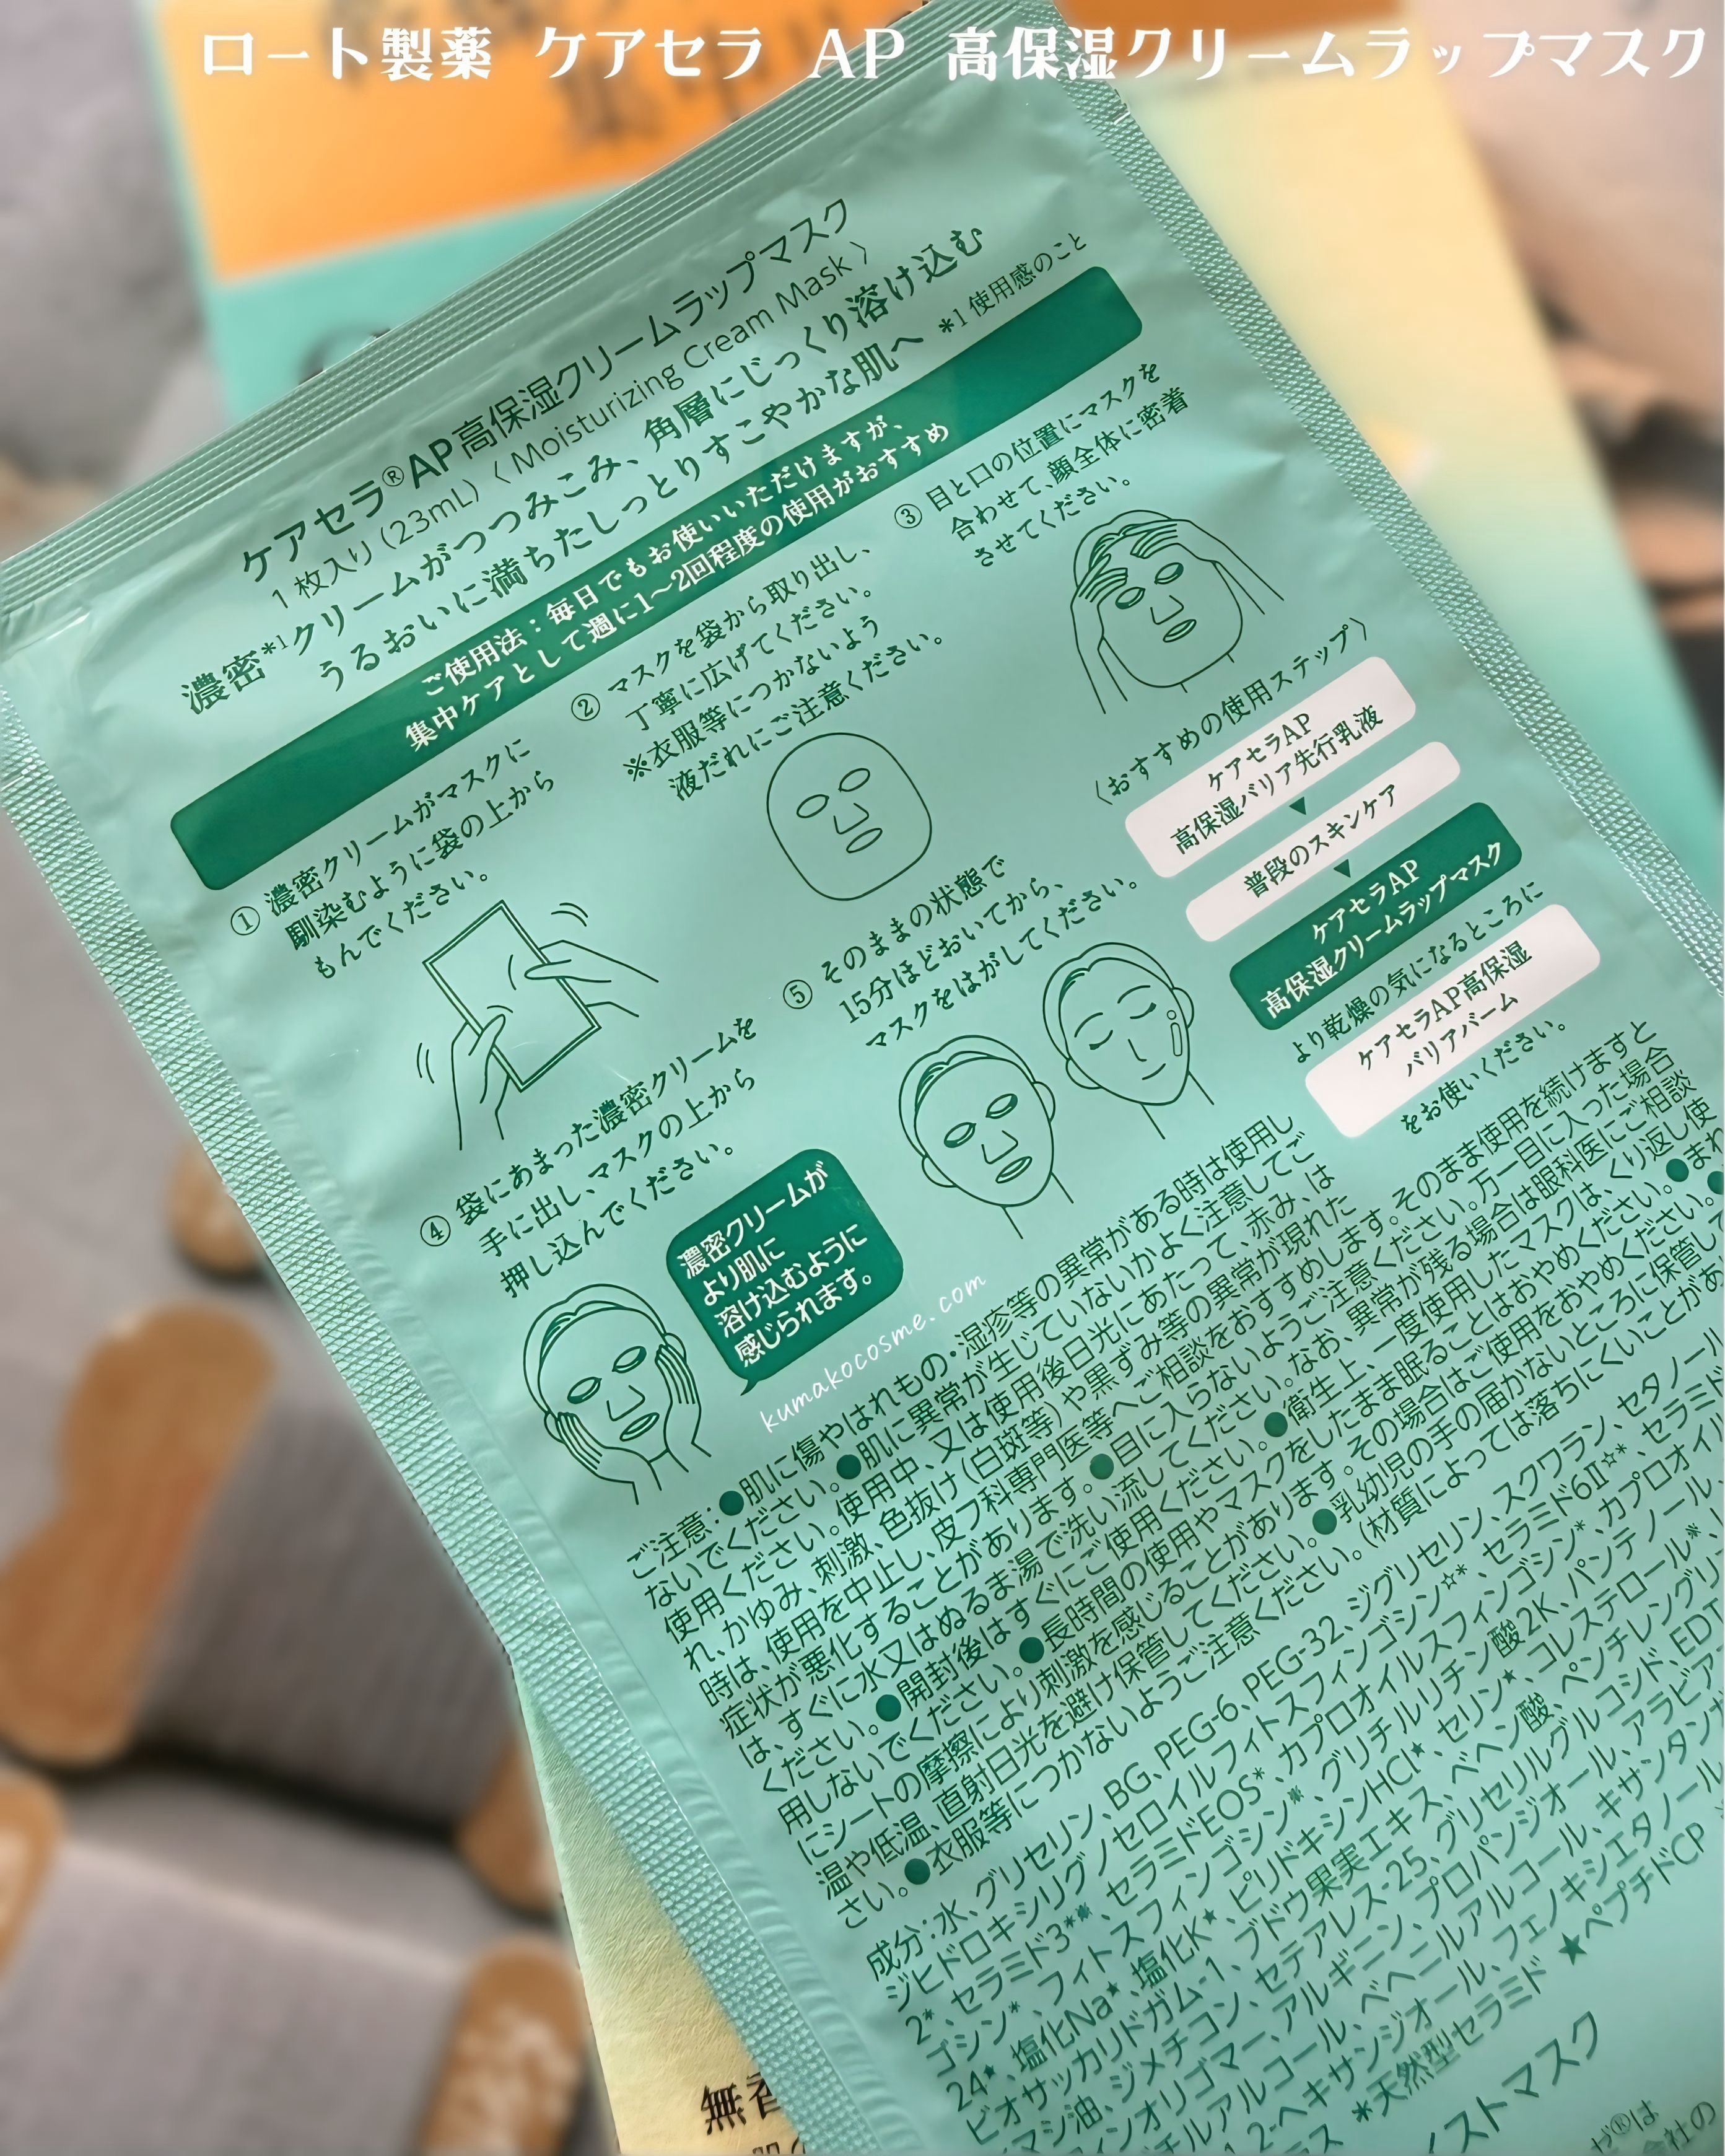 ロート製薬 ケアセラ AP 高保湿クリームラップマスク
ケアセラ®AP高保湿クリームラップマスク
1枚入り（23mL）〈 Moisturizing Cream Mask 〉
濃密*1クリームがつつみこみ、角層にじっくり溶け込む
うるおいに満ちたしっとりすこやかな肌へ *1 使用感のこと
ご使用法：毎日でもお使いいただけますが、
集中ケアとして週に1～2回程度の使用がおすすめ
① 濃密クリームがマスクに
馴染むように袋の上から
もんでください。
② マスクを袋から取り出し、
丁寧に広げてください。
※衣服等につかないよう
液だれにご注意ください。
③ 目と口の位置にマスクを
合わせて、顔全体に密着
させてください。
④ 袋にあまった濃密クリームを
手に出し、マスクの上から
押し込んでください。
濃密クリームが
より肌に
溶け込むように
感じられます。
⑤ そのままの状態で
15分ほどおいてから、
マスクをはがしてください。
〈おすすめの使用ステップ〉
ケアセラAP
高保湿バリア先行乳液
▼
普段のスキンケア
▼
ケアセラAP
高保湿クリームラップマスク
より乾燥の気になるところに
ケアセラAP高保湿
バリアバーム
をお使いください。
kumakocosme.com
ご注意：●肌に傷やはれもの・湿疹等の異常がある時は使用し
ないでください。●肌に異常が生じていないかよく注意してご
使用ください。使用中、又は使用後日光にあたって、赤み、は
れ、かゆみ、刺激、色抜け（白斑等）や黒ずみ等の異常が現れた
時は、使用を中止し、皮フ科専門医等へご相談をおすすめします。そのまま使用を続けますと
症状が悪化することがあります。●目に入らないようご注意ください。万一目に入った場合
は、すぐに水又はぬるま湯で洗い流してください。なお、異常が残る場合は眼科医にご相談
ください。●開封後はすぐにご使用ください。●衛生上、一度使用したマスクは、くり返し使
用しないでください。●長時間の使用やマスクをしたまま眠ることはおやめください。●まれ
にシートの摩擦により刺激を感じることがあります。その場合はご使用をおやめください。
温や低温、直射日光を避け保管してください。●乳幼児の手の届かないところに保管して
さい。●衣服等につかないようご注意ください。（材質によっては落ちにくいことがあ
成分：水、グリセリン、BG、PEG-6、PEG-32、ジグリセリン、スクワラン、セタノール
ジヒドロキシリグノセロイルフィトスフィンゴシン☆*、セラミド6Ⅱ☆*、セラミド
2*、セラミド3*※、セラミドEOS*、カプロオイルスフィンゴシン*、カプロオイル
ゴシン*、フィトスフィンゴシン※、グリチルリチン酸2K、パンテノール、
24★、塩化Na★、塩化K★、ピリドキシンHCl★、セリン★、コレステロール※、
ビオサッカリドガム-1、ブドウ果実エキス、ベヘン酸、ペンチレングリ
マシ油、ジメチコン、セテアレス-25、グリセリルグルコシド、EDT
インオリゴマー、アルギニン、プロパンジオール、アラビア
チルアルコール、ベヘニルアルコール、キサンタンガ
1,2-ヘキサンジオール、フェノキシエタノール
*天然型セラミド ★ペプチドCP
ストマスク
無香